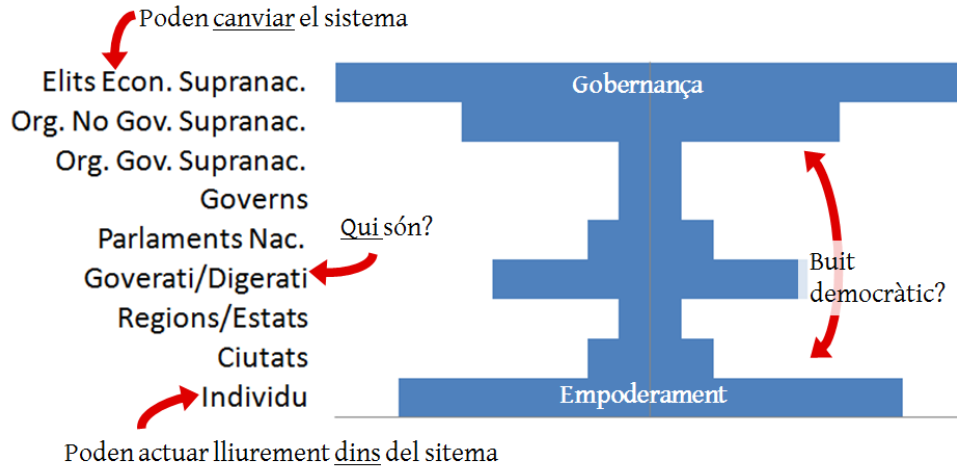 Poden canviar el sistema
Elits Econ. Supranac.
Gobernança
Org. No Gov. Supranac.
Org. Gov. Supranac.
Governs
Qui són?
Parlaments Nac.
Goverati/Digerati
Buit
democràtic?
Regions/Estats
Ciutats
Individu
Empoderament
Poden actuar lliurement dins del sitema